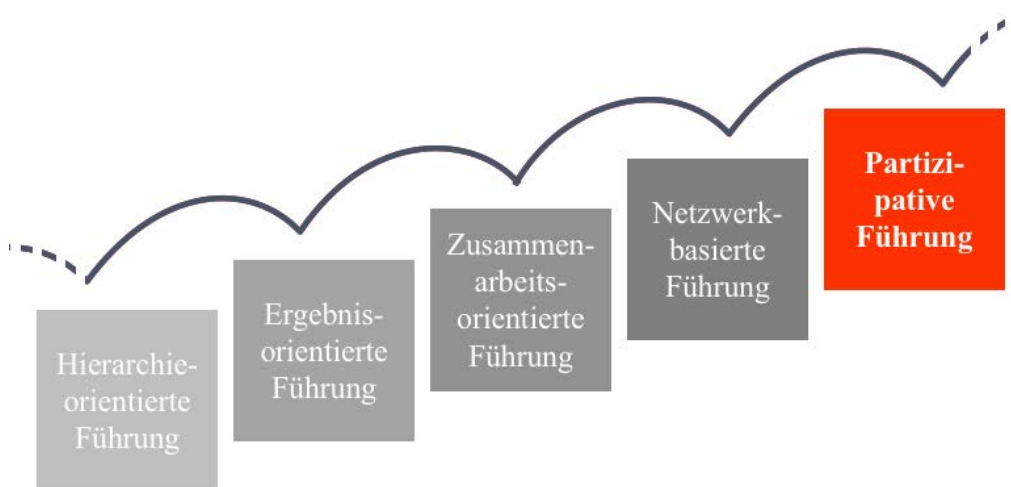 Hierarchie-
orientierte
Führung
Ergebnis-
orientierte
Führung
Zusammen-
arbeits-
orientierte
Führung
Netzwerk-
basierte
Führung
Partizi-
pative
Führung